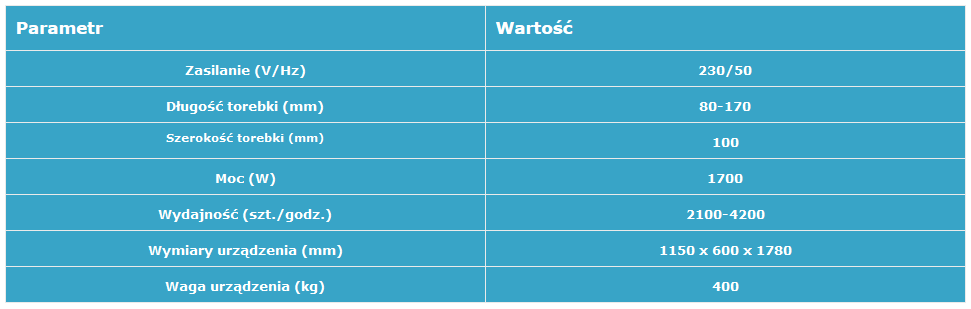 Parametr Wartość
Zasilanie (V/Hz) 230/50
Długość torebki (mm) 80-170
Szerokość torebki (mm) 100
Moc (W) 1700
Wydajność (szt./godz.) 2100-4200
Wymiary urządzenia (mm) 1150 x 600 x 1780
Waga urządzenia (kg) 400